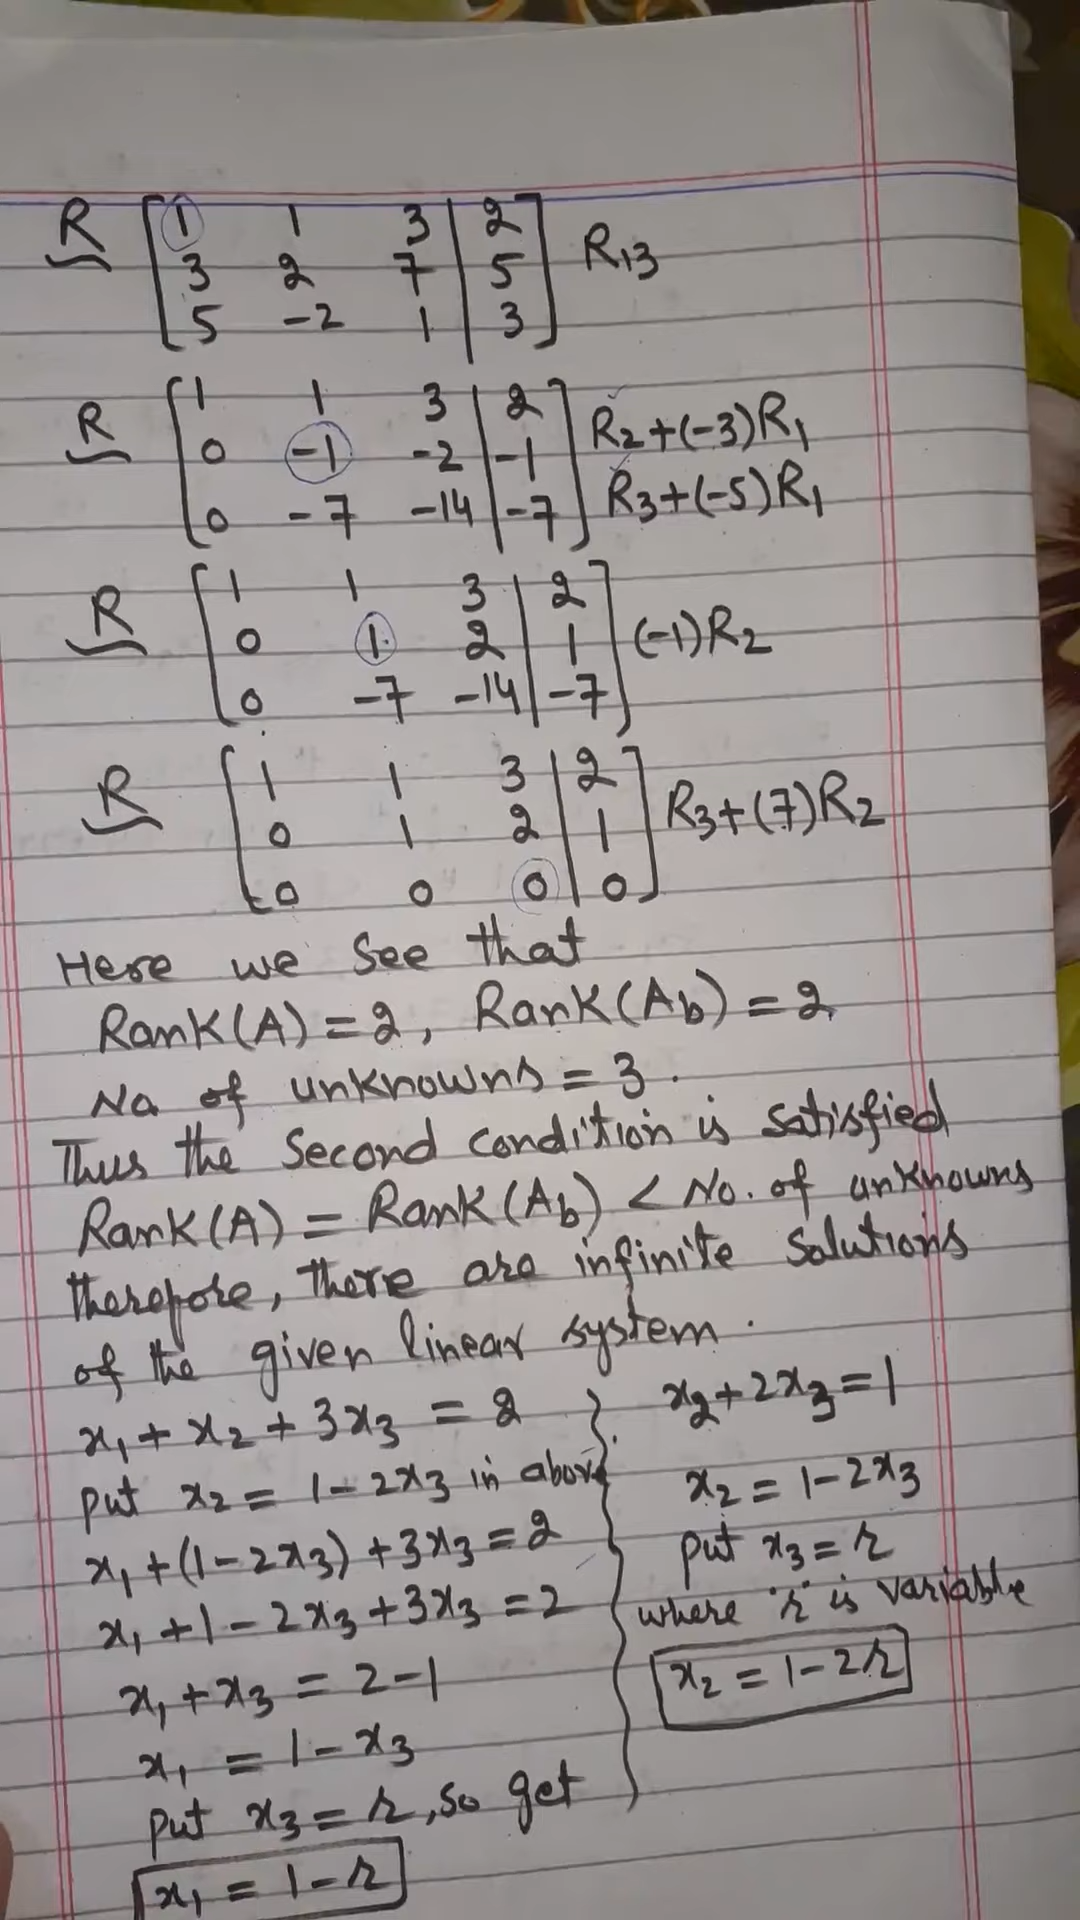 R [1 1 3 | 2] R13
[3 2 7 | 5]
[5 -2 1 | 3]
R [1 1 3 | 2]
[0 -1 -2 | -1] R2+(-3)R1
[0 -7 -14 | -7] R3+(-5)R1
R [1 1 3 | 2]
[0 1 2 | 1] (-1)R2
[0 -7 -14 | -7]
R [1 1 3 | 2]
[0 1 2 | 1] R3+(7)R2
[0 0 0 | 0]
Here we see that
Rank(A) = 2, Rank(Ab) = 2
No of unknowns = 3.
Thus the second condition is satisfied
Rank(A) = Rank(Ab) < No. of unknowns
therefore, there are infinite solutions
of the given linear system.
x1 + x2 + 3x3 = 2
put x2 = 1-2x3 in above
x1 + (1-2x3) + 3x3 = 2
x1 + 1 - 2x3 + 3x3 = 2
x1 + x3 = 2-1
x1 = 1-x3
put x3 = r, so get
x1 = 1-r
x2 + 2x3 = 1
x2 = 1-2x3
put x3 = r
where 'r' is variable
x2 = 1-2r